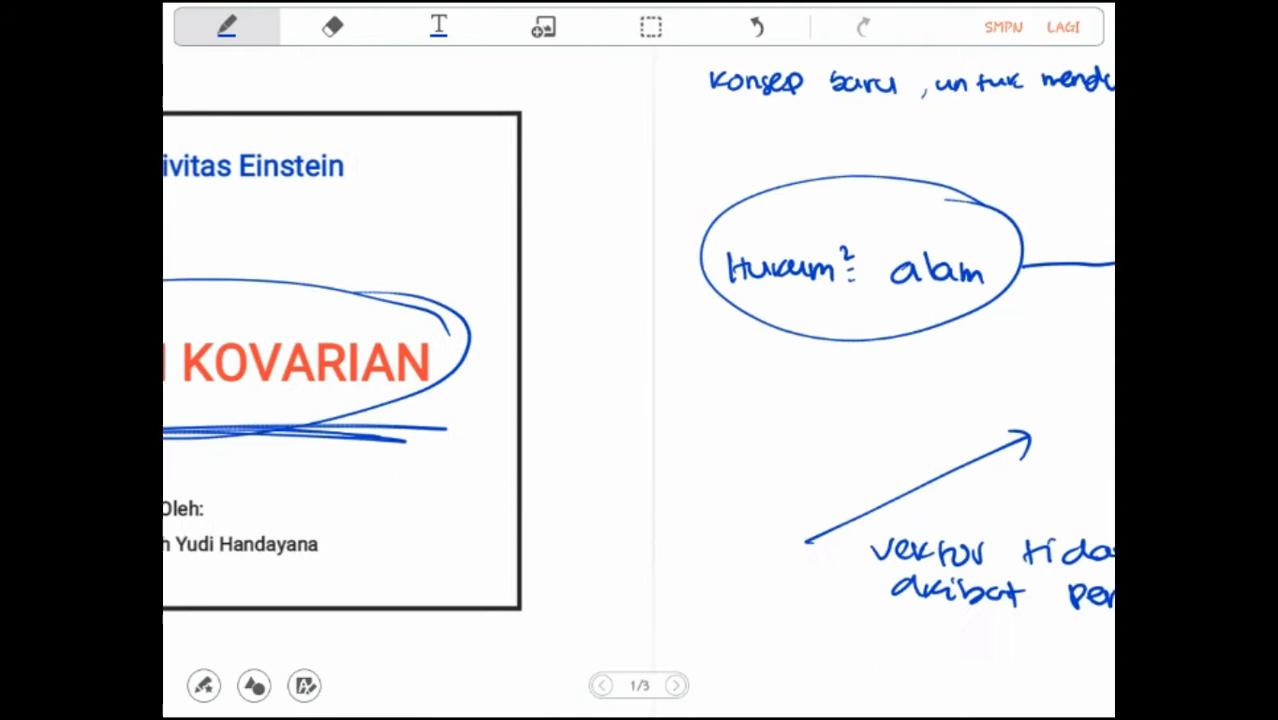 SMPN LAGI
ivitas Einstein
KOVARIAN
Oleh:
h Yudi Handayana
1/3
konsep baru , untuk
Hukum² alam
vektor
akibat